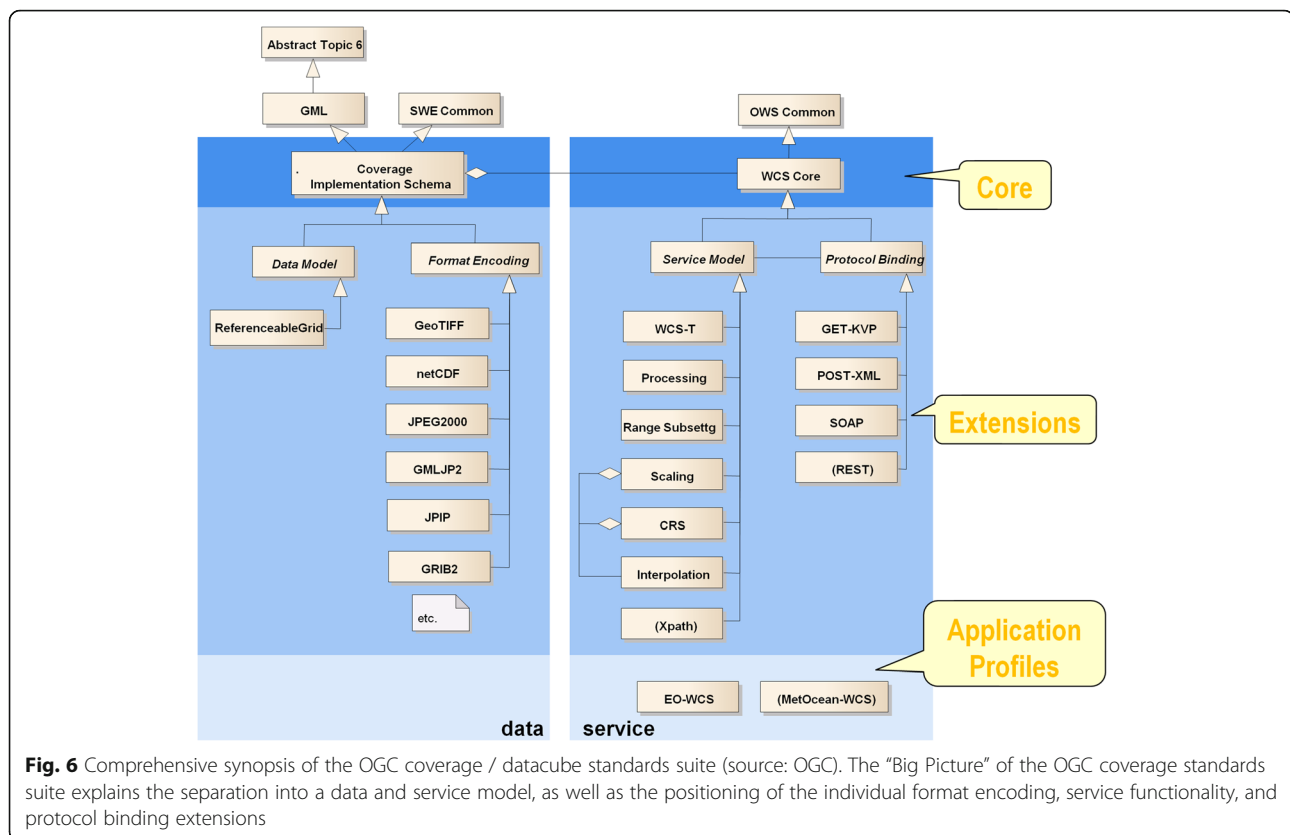 Abstract Topic 6
GML
SWE Common
OWS Common
Coverage
Implementation Schema
WCS Core
Core
Data Model
Format Encoding
Service Model
Protocol Binding
ReferenceableGrid
GeoTIFF
netCDF
JPEG2000
GMLJP2
JPIP
GRIB2
etc.
WCS-T
Processing
Range Subsettg
Scaling
CRS
Interpolation
(Xpath)
GET-KVP
POST-XML
SOAP
(REST)
Extensions
Application
Profiles
EO-WCS
(MetOcean-WCS)
data
service
Fig. 6 Comprehensive synopsis of the OGC coverage / datacube standards suite (source: OGC). The “Big Picture” of the OGC coverage standards
suite explains the separation into a data and service model, as well as the positioning of the individual format encoding, service functionality, and
protocol binding extensions